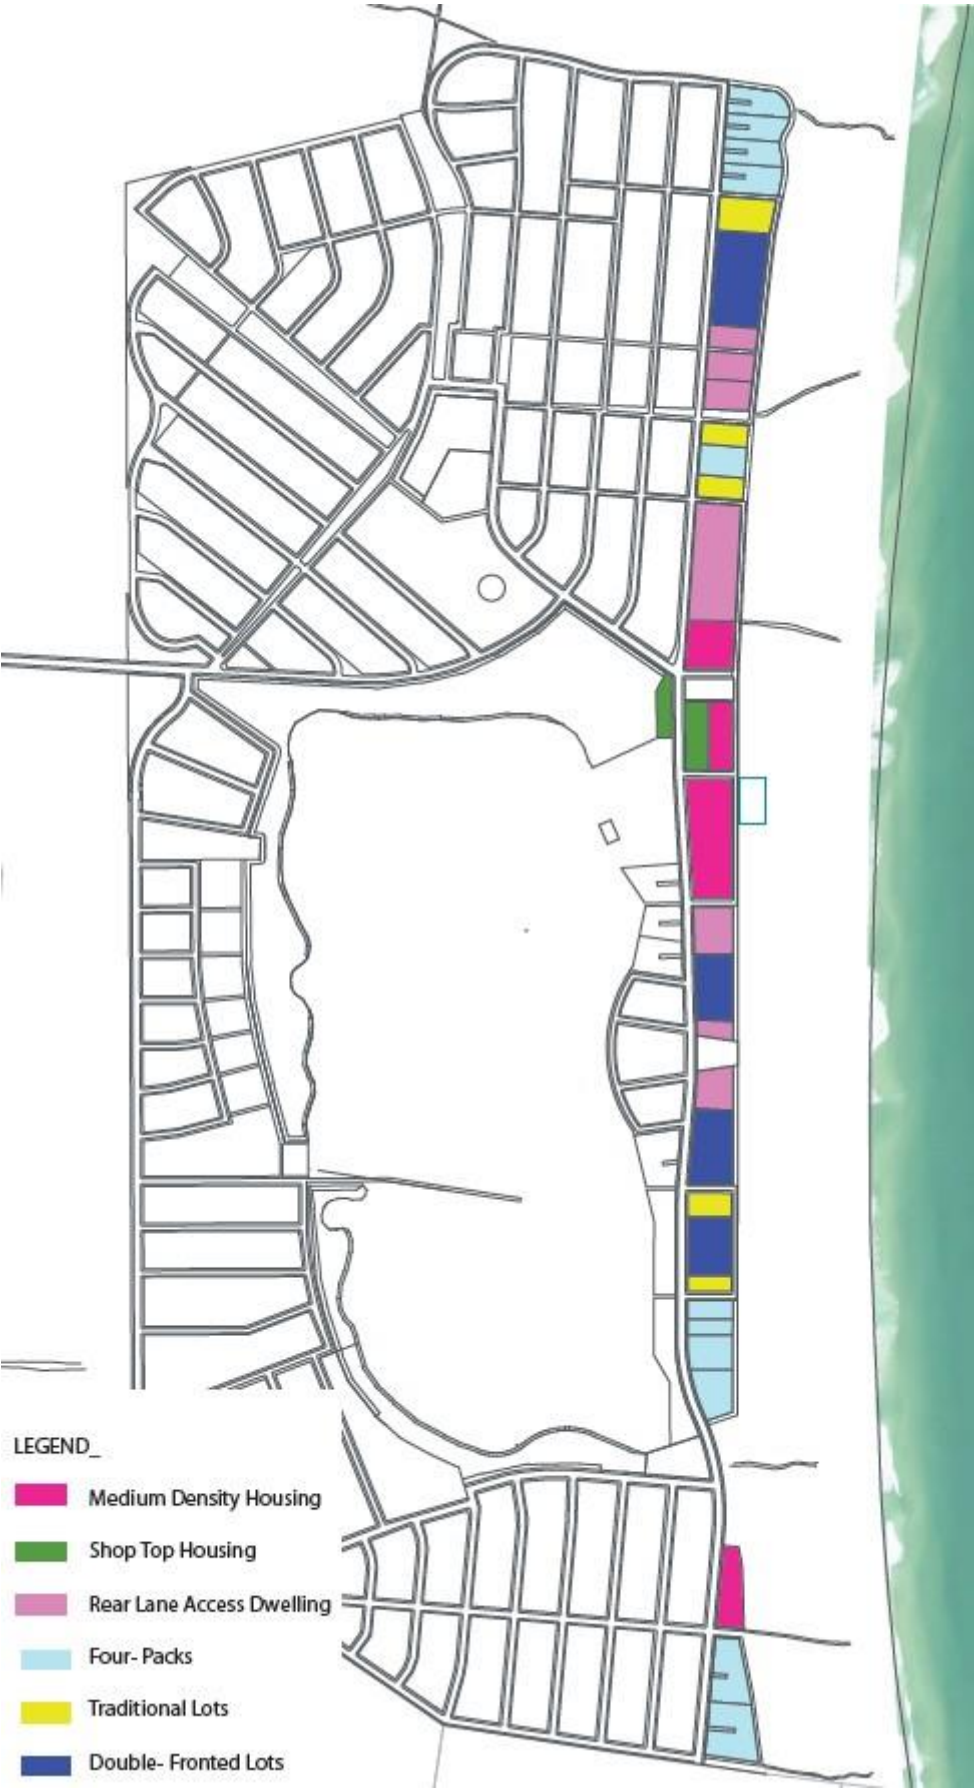 LEGEND_
Medium Density Housing
Shop Top Housing
Rear Lane Access Dwelling
Four- Packs
Traditional Lots
Double- Fronted Lots